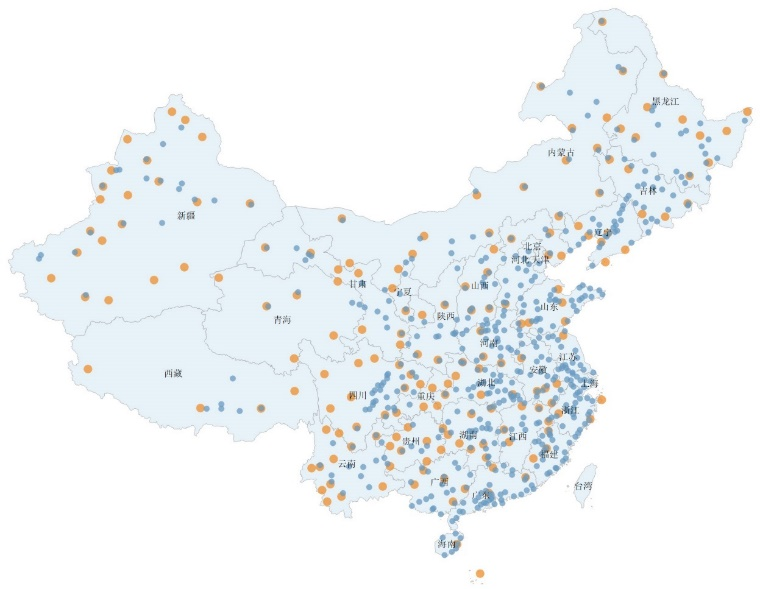 黑龙江
内蒙古
吉林
新疆
辽宁
北京
河北
天津
甘肃
宁夏
山西
山东
陕西
青海
河南
江苏
安徽
西藏
上海
湖北
四川
重庆
浙江
湖南
江西
贵州
福建
云南
广西
台湾
广东
海南